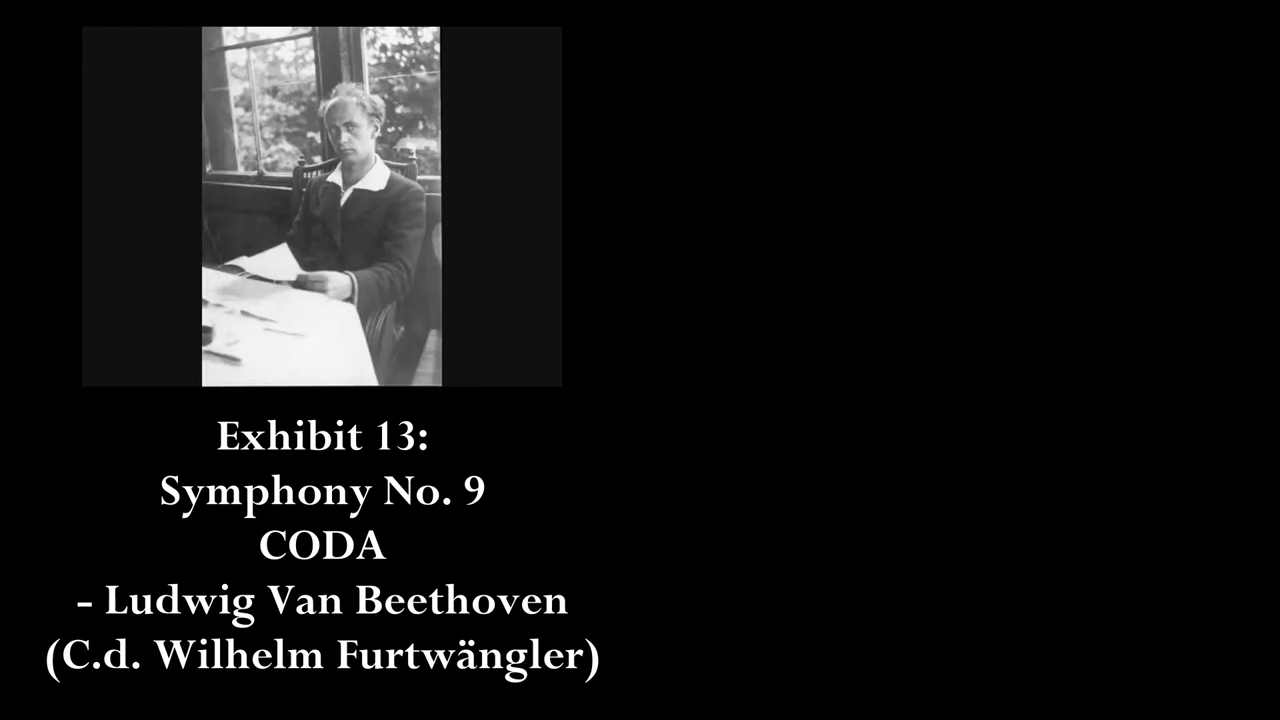 Exhibit 13:
Symphony No. 9
CODA
- Ludwig Van Beethoven
(C.d. Wilhelm Furtwängler)